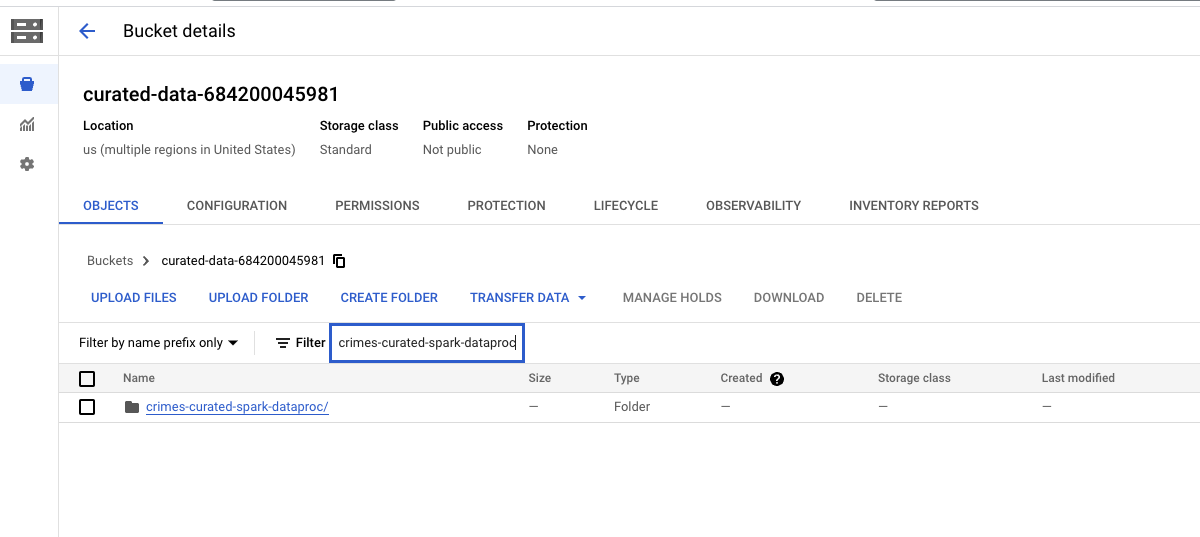 Bucket details
curated-data-684200045981
Location Storage class Public access Protection
us (multiple regions in United States) Standard Not public None
OBJECTS CONFIGURATION PERMISSIONS PROTECTION LIFECYCLE OBSERVABILITY INVENTORY REPORTS
Buckets curated-data-684200045981
UPLOAD FILES UPLOAD FOLDER CREATE FOLDER TRANSFER DATA MANAGE HOLDS DOWNLOAD DELETE
Filter by name prefix only Filter crimes-curated-spark-dataproc
Name Size Type Created ? Storage class Last modified
crimes-curated-spark-dataproc/ — Folder — — —